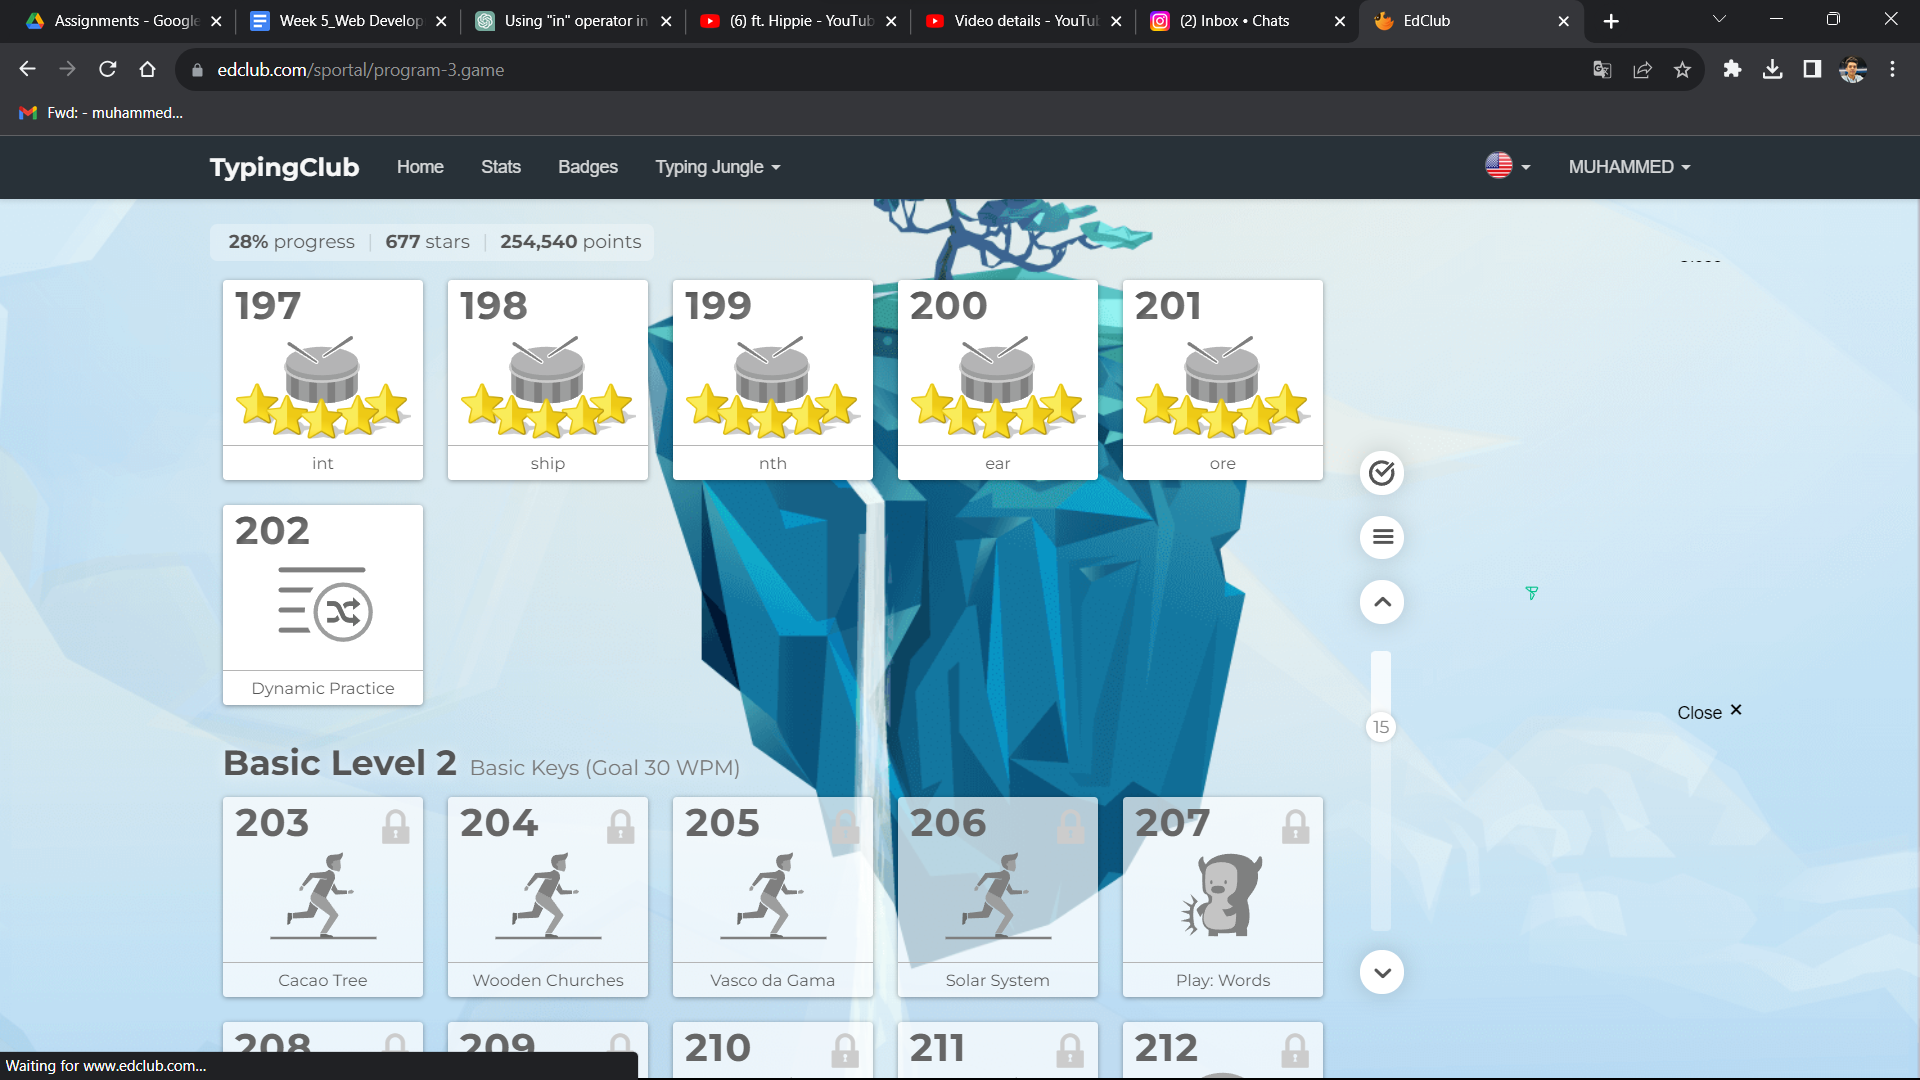 Assignments - Google
Week 5_Web Develop
Using "in" operator in
(6) ft. Hippie - YouTub
Video details - YouTu
(2) Inbox • Chats
EdClub
edclub.com/sportal/program-3.game
Fwd: - muhammed...
TypingClub
Home
Stats
Badges
Typing Jungle
MUHAMMED
28% progress
677 stars
254,540 points
197
198
199
200
201
int
ship
nth
ear
ore
202
Dynamic Practice
15
Close
Basic Level 2 Basic Keys (Goal 30 WPM)
203
204
205
206
207
Cacao Tree
Wooden Churches
Vasco da Gama
Solar System
Play: Words
208
209
210
211
212
Waiting for www.edclub.com...